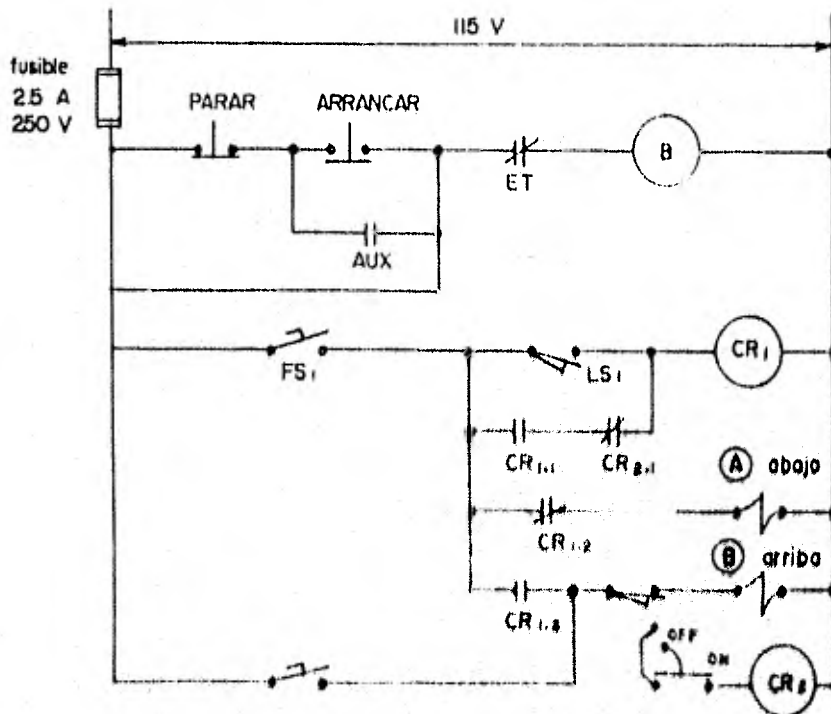 115 V
fusible
2.5 A
250 V
PARAR
ARRANCAR
ET
B
AUX
FS1
LS1
CR1
CR1,1
CR2,1
A abajo
CR1,2
B arriba
CR1,3
OFF
ON
CR2